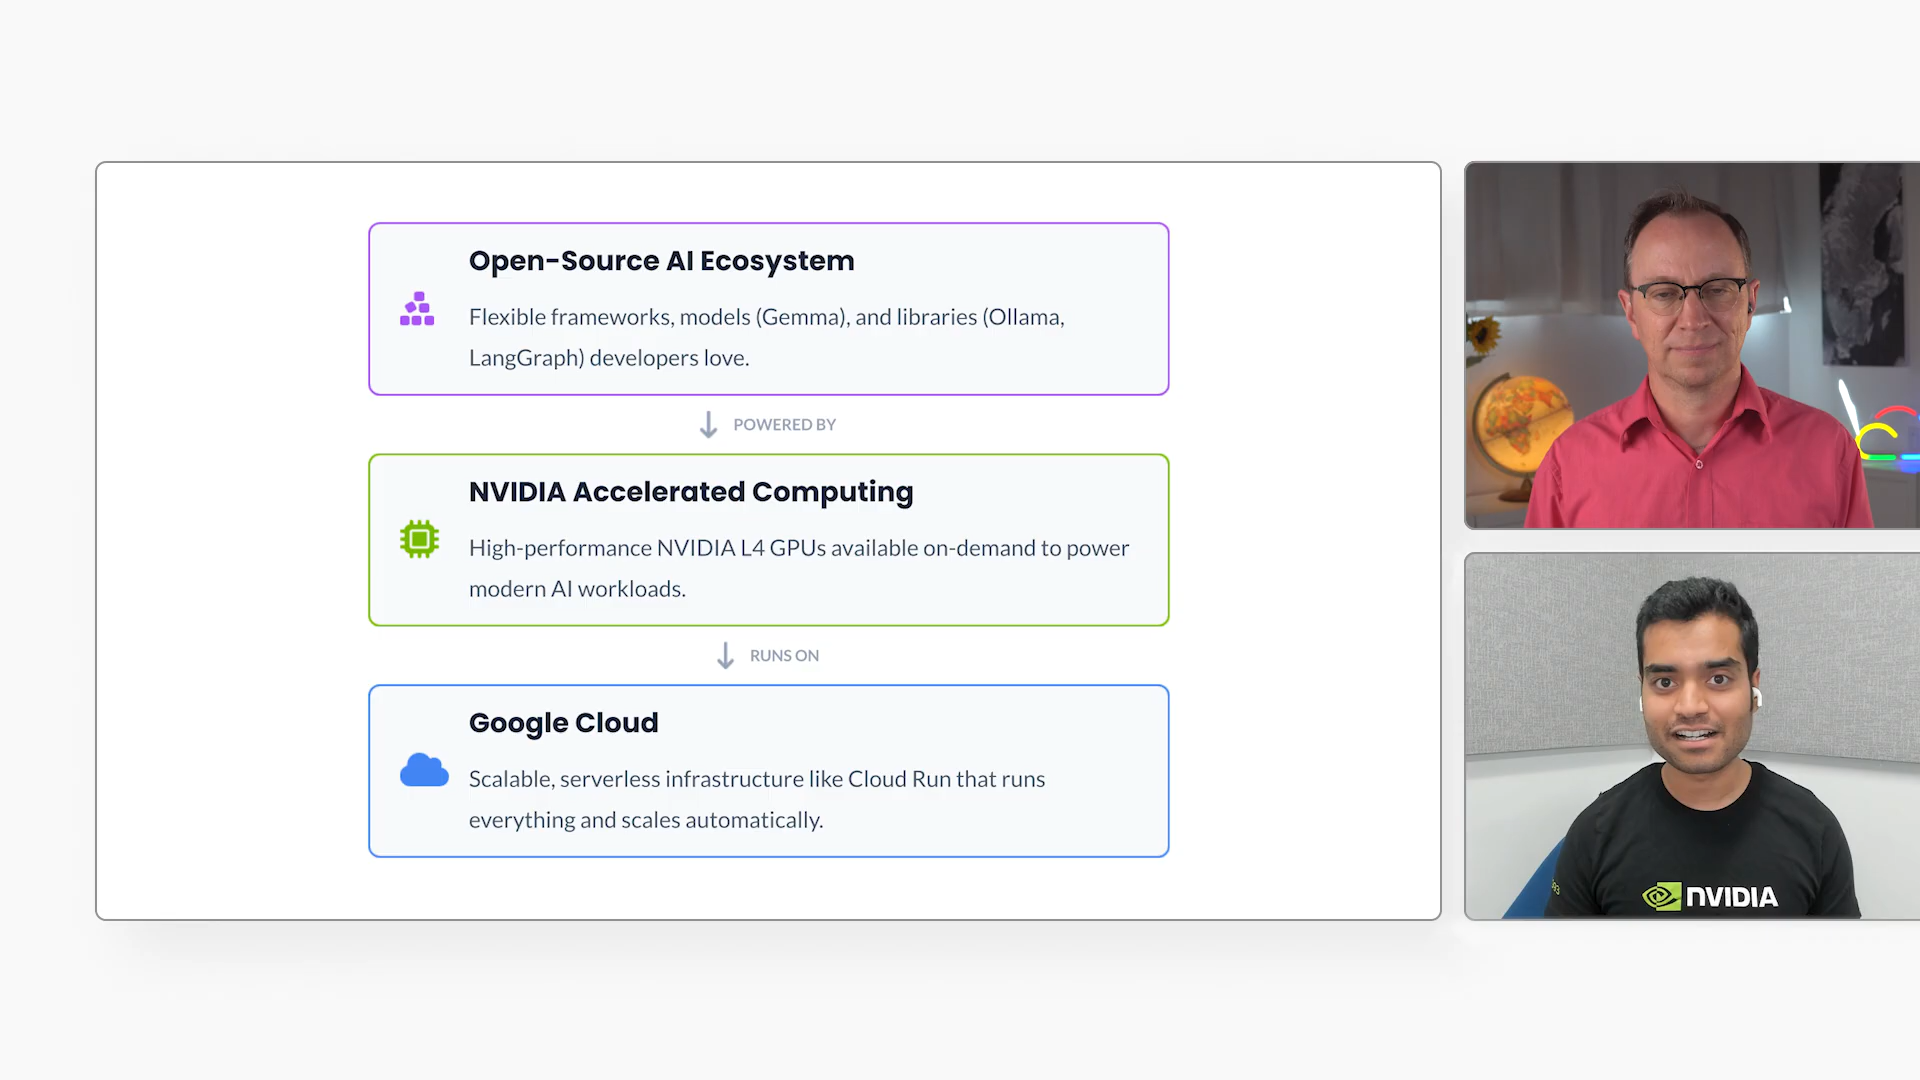 Open-Source AI Ecosystem
Flexible frameworks, models (Gemma), and libraries (Ollama,
LangGraph) developers love.
POWERED BY
NVIDIA Accelerated Computing
High-performance NVIDIA L4 GPUs available on-demand to power
modern AI workloads.
RUNS ON
Google Cloud
Scalable, serverless infrastructure like Cloud Run that runs
everything and scales automatically.
NVIDIA